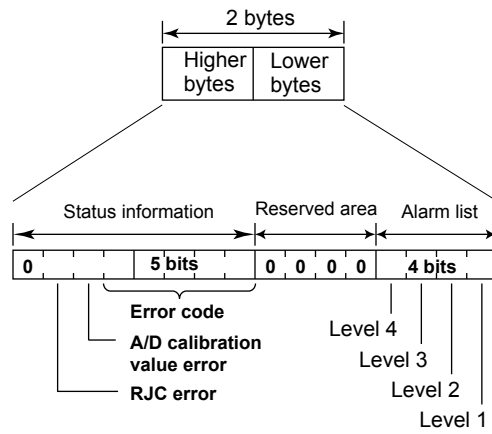 2 bytes
Higher bytes
Lower bytes
Status information
Reserved area
Alarm list
0
5 bits
0 0 0 0
4 bits
Error code
A/D calibration
value error
RJC error
Level 4
Level 3
Level 2
Level 1